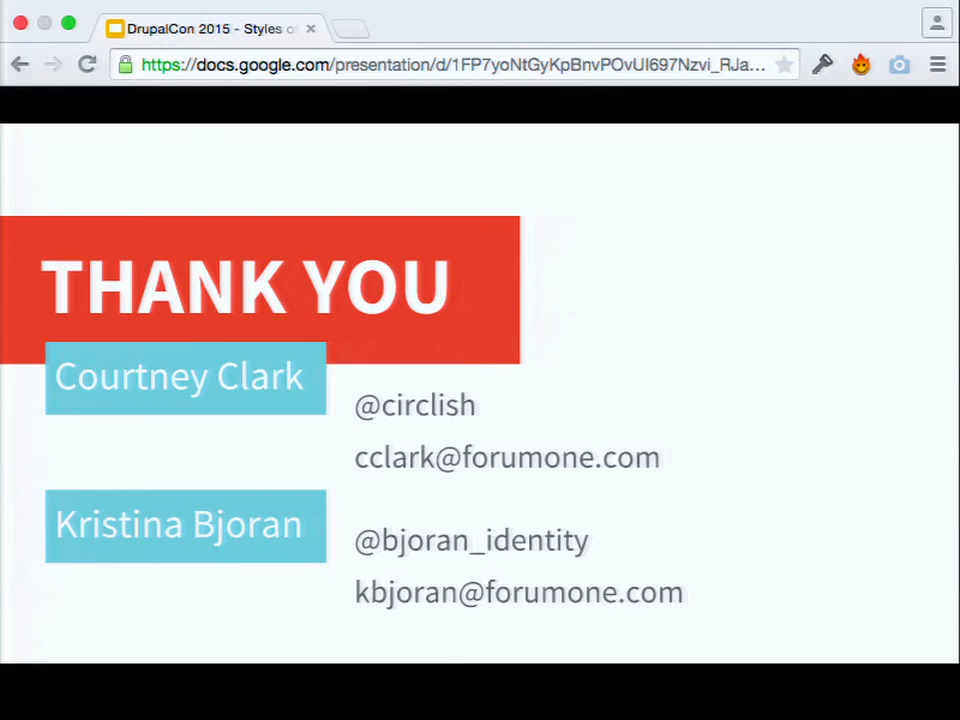 DrupalCon 2015 - Styles of
https://docs.google.com/presentation/d/1FP7yoNtGyKpBnvPOvUI697Nzvi_RJa...
THANK YOU
Courtney Clark
@circlish
cclark@forumone.com
Kristina Bjoran
@bjoran_identity
kbjoran@forumone.com